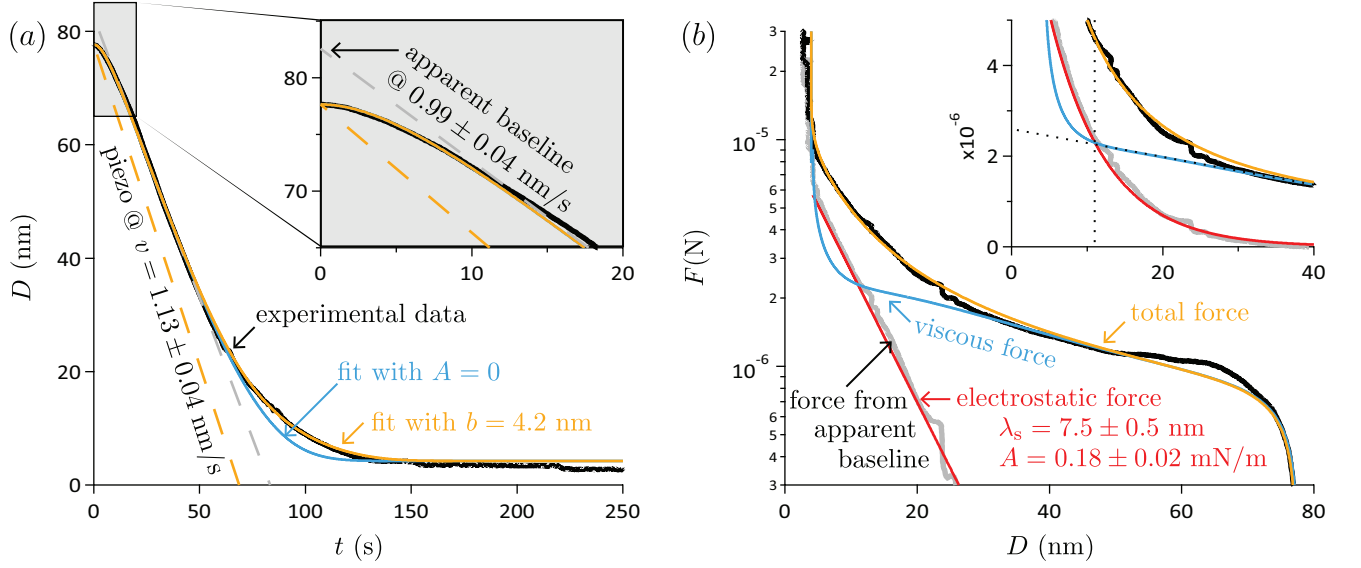 (a)
80
60
40
20
0
D (nm)
0
50
100
150
200
250
t (s)
piezo @ v = 1.13 ± 0.04 nm/s
experimental data
fit with A = 0
fit with b = 4.2 nm
80
70
0
10
20
apparent baseline
@ 0.99 ± 0.04 nm/s
(b)
3
2
10⁻⁵
6
5
4
3
2
10⁻⁶
6
5
4
3
F(N)
0
20
40
60
80
D (nm)
viscous force
total force
force from
apparent
baseline
electrostatic force
λs = 7.5 ± 0.5 nm
A = 0.18 ± 0.02 mN/m
4
2
0
x10⁻⁶
0
20
40